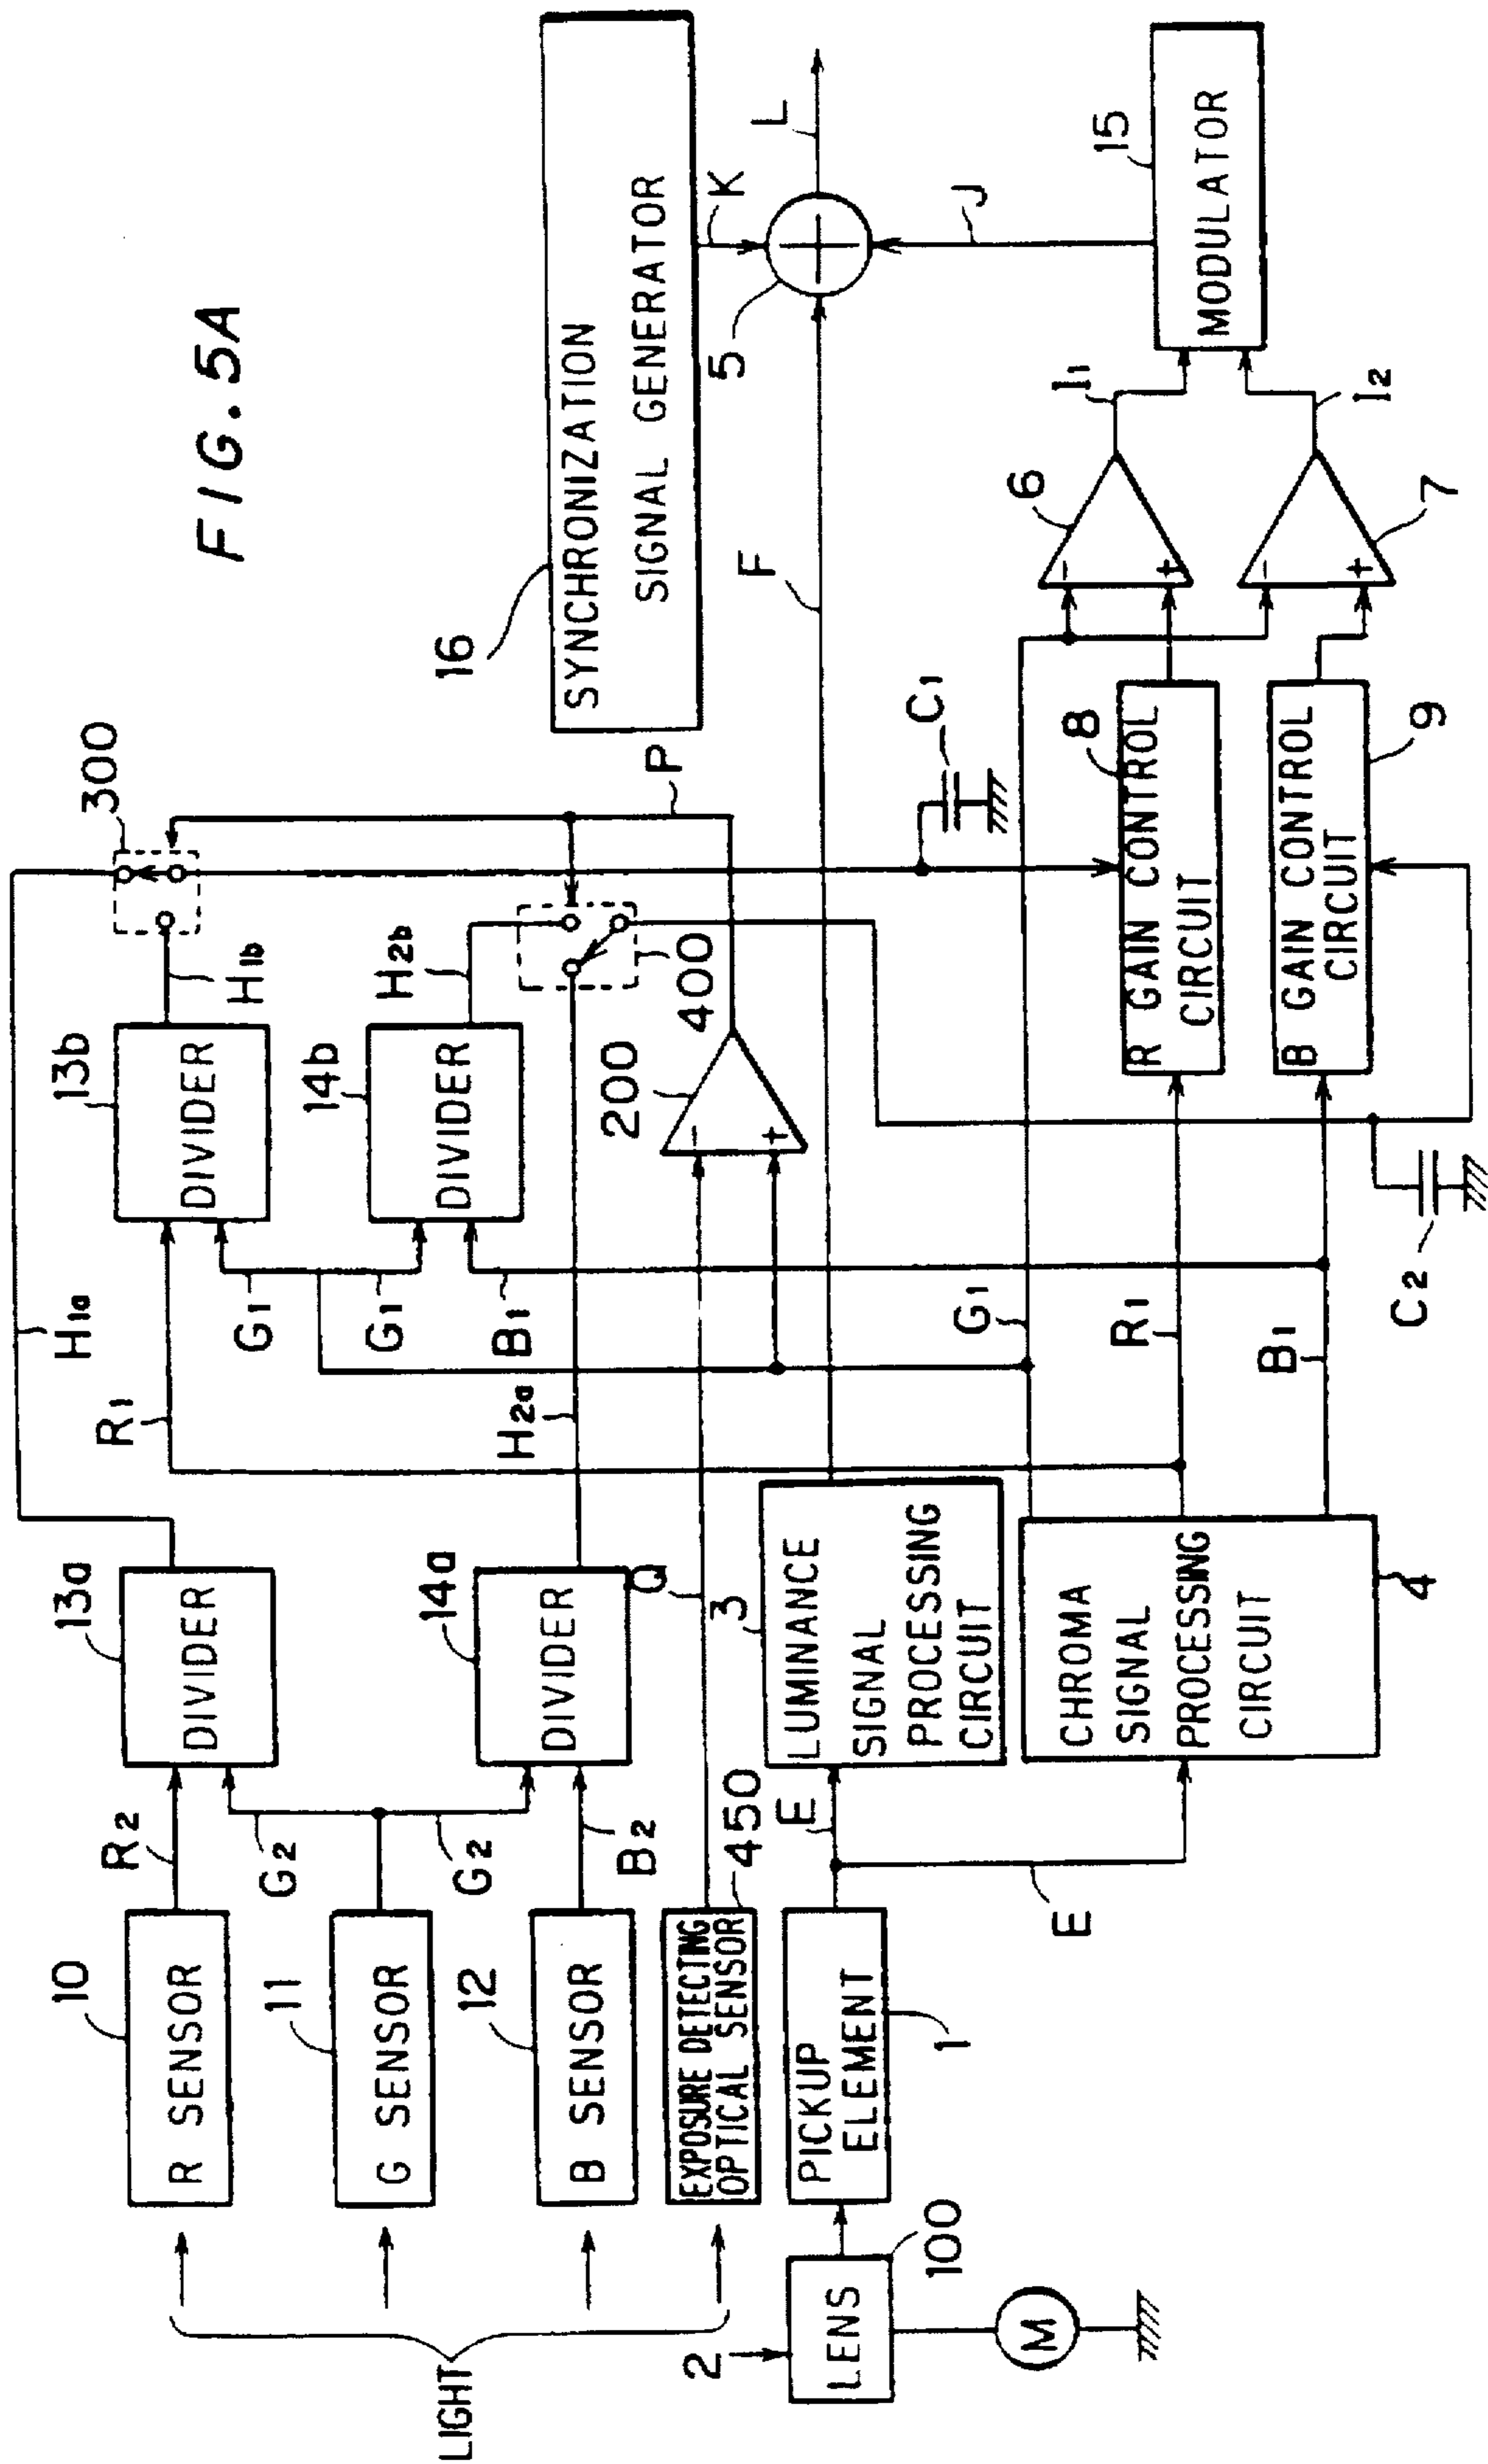 FIG.5A
LIGHT
10
R SENSOR
11
G SENSOR
12
B SENSOR
EXPOSURE DETECTING
OPTICAL SENSOR
450
R2
G2
G2
B2
13a
DIVIDER
14a
DIVIDER
H1a
H2a
Q
R1
G1
G1
B1
13b
DIVIDER
14b
DIVIDER
H1b
H2b
300
400
200
-
+
P
16
SYNCHRONIZATION
SIGNAL GENERATOR
K
L
5
F
J
2
LENS
100
M
PICKUP
ELEMENT
1
E
E
3
LUMINANCE
SIGNAL
PROCESSING
CIRCUIT
CHROMA
SIGNAL
PROCESSING
CIRCUIT
4
G1
R1
B1
C1
C2
8
R GAIN CONTROL
CIRCUIT
B GAIN CONTROL
CIRCUIT
9
6
-
+
7
-
+
I1
I2
15
MODULATOR